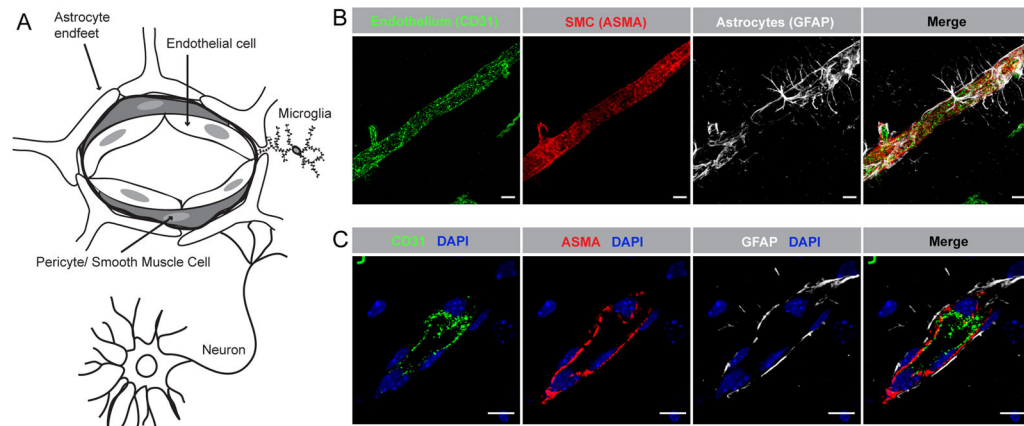 A
Astrocyte
endfeet
Endothelial cell
Microglia
Pericyte/ Smooth Muscle Cell
Neuron
B
Endothelium (CD31)
SMC (ASMA)
Astrocytes (GFAP)
Merge
C
CD31 DAPI
ASMA DAPI
GFAP DAPI
Merge